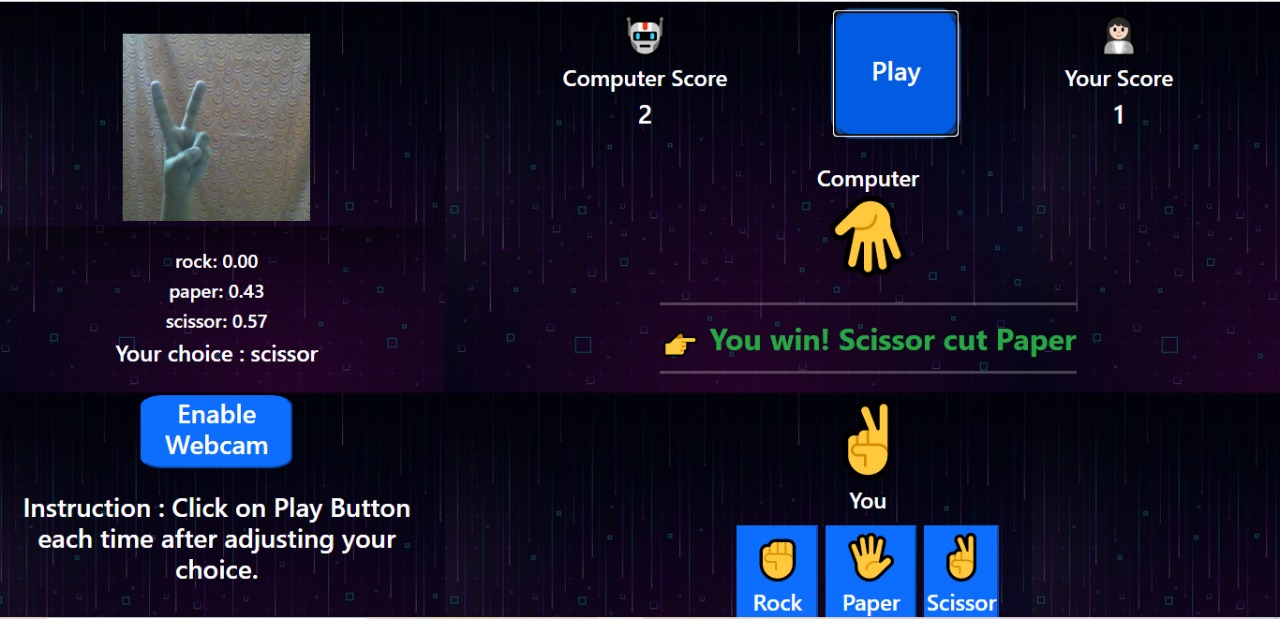 rock: 0.00
paper: 0.43
scissor: 0.57
Your choice : scissor
Enable
Webcam
Instruction : Click on Play Button
each time after adjusting your
choice.
Computer Score
2
Play
Your Score
1
Computer
You win! Scissor cut Paper
You
Rock
Paper
Scissor